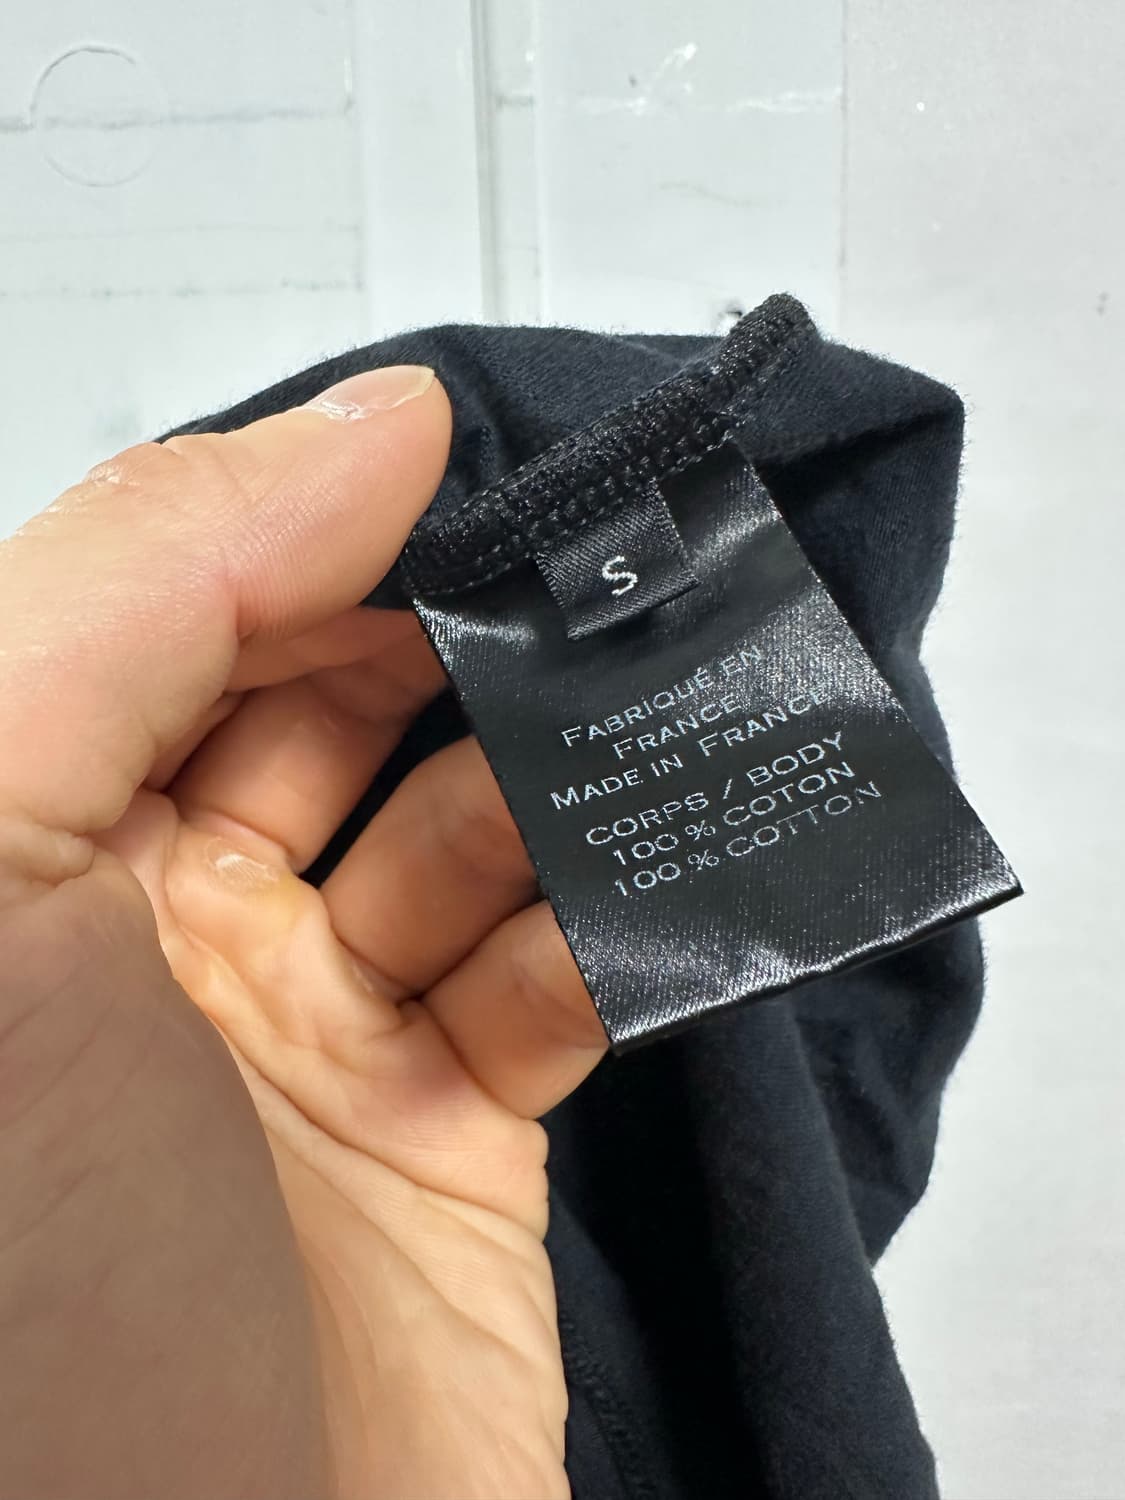 S
FABRIQUÉ EN
FRANCE
MADE IN FRANCE
CORPS / BODY
100 % COTON
100 % COTTON